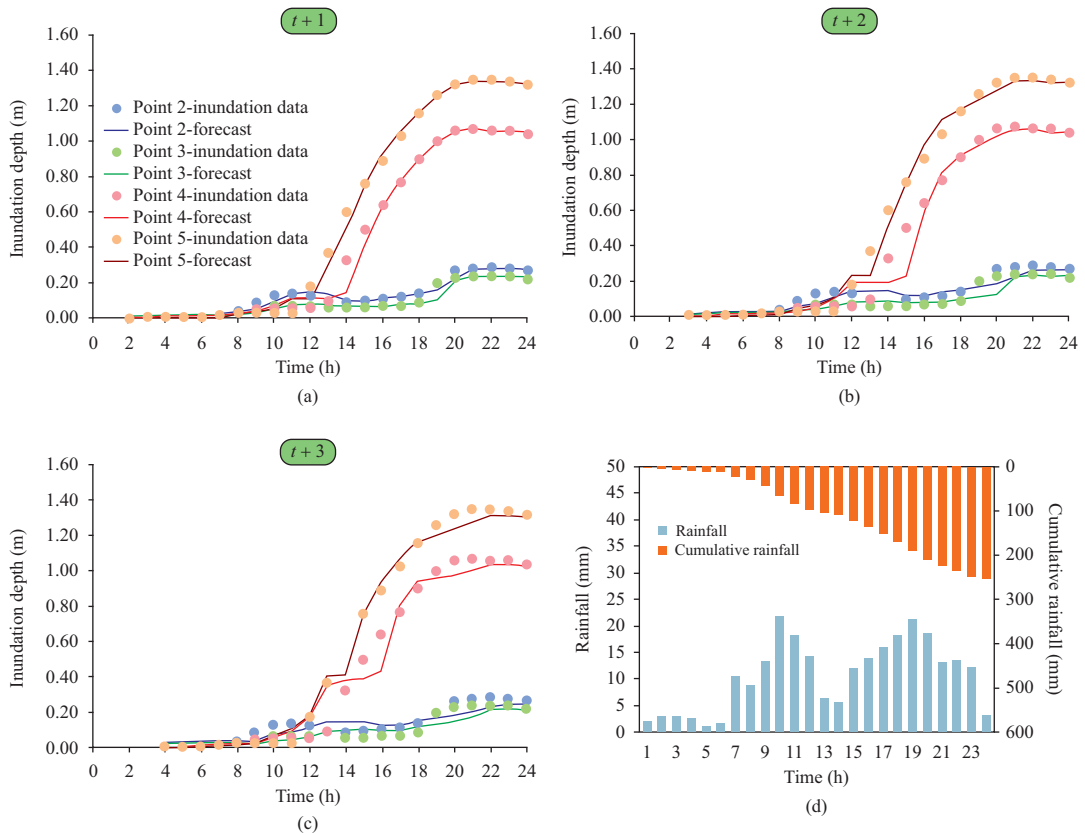 t + 1
1.60
1.40
1.20
1.00
0.80
0.60
0.40
0.20
0.00
Inundation depth (m)
Point 2-inundation data
Point 2-forecast
Point 3-inundation data
Point 3-forecast
Point 4-inundation data
Point 4-forecast
Point 5-inundation data
Point 5-forecast
0 2 4 6 8 10 12 14 16 18 20 22 24
Time (h)
(a)
t + 2
1.60
1.40
1.20
1.00
0.80
0.60
0.40
0.20
0.00
Inundation depth (m)
0 2 4 6 8 10 12 14 16 18 20 22 24
Time (h)
(b)
t + 3
1.60
1.40
1.20
1.00
0.80
0.60
0.40
0.20
0.00
Inundation depth (m)
0 2 4 6 8 10 12 14 16 18 20 22 24
Time (h)
(c)
50
45
40
35
30
25
20
15
10
5
0
Rainfall
(mm)
Rainfall
Cumulative rainfall
0
100
200
300
400
500
600
Cumulative
rainfall (mm)
1 3 5 7 9 11 13 15 17 19 21 23
Time (h)
(d)